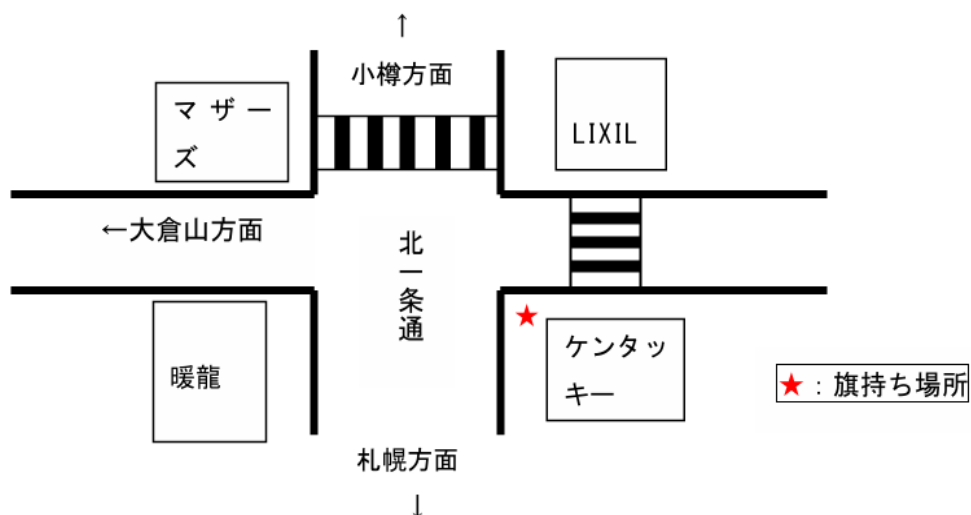 ↑
小樽方面
マザー
ズ
LIXIL
←大倉山方面
北一条通
暖龍
ケンタッ
キー
★：旗持ち場所
札幌方面
↓